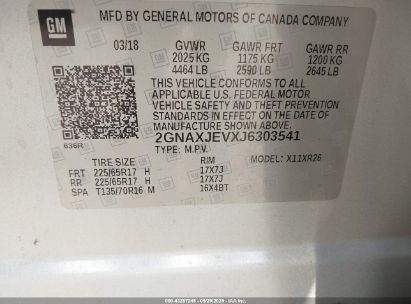 MFD BY GENERAL MOTORS OF CANADA COMPANY
GM
03/18 GVWR GAWR FRT GAWR RR
2025 KG 1175 KG 1200 KG
4464 LB 2590 LB 2645 LB
THIS VEHICLE CONFORMS TO ALL
APPLICABLE U.S. FEDERAL MOTOR
VEHICLE SAFETY AND THEFT PREVENTION
STANDARDS IN EFFECT ON THE DATE
OF MANUFACTURE SHOWN ABOVE.
2GNAXJEVXJ6303541
636R TYPE: M.P.V.
TIRE SIZE RIM MODEL: X11XR26
FRT 225/65R17 H 17X7J
RR 225/65R17 H 17X7J
SPA T135/70R16 M 16X4BT